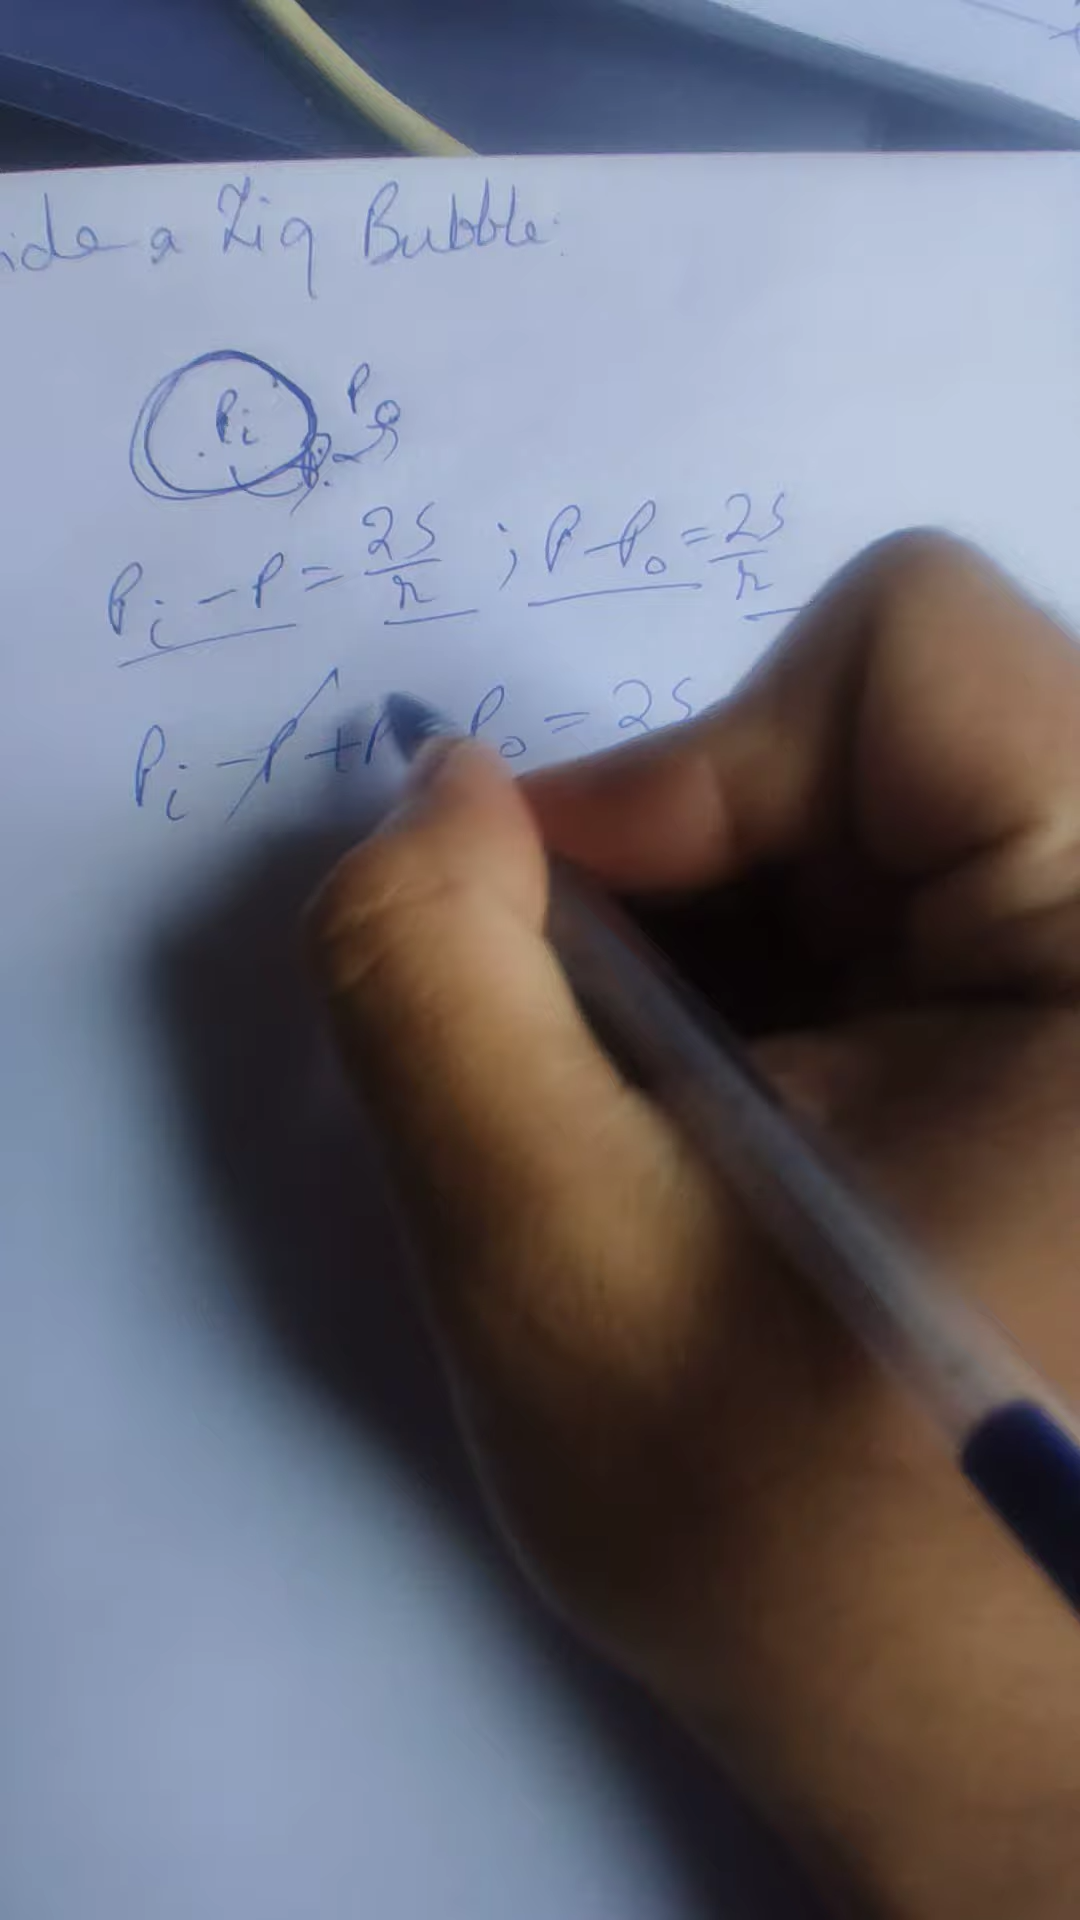 ide a Liq Bubble.
Pi Po
P
Pi - P = 2S/r ; P - Po = 2S/r
Pi - P + P Po = 2S